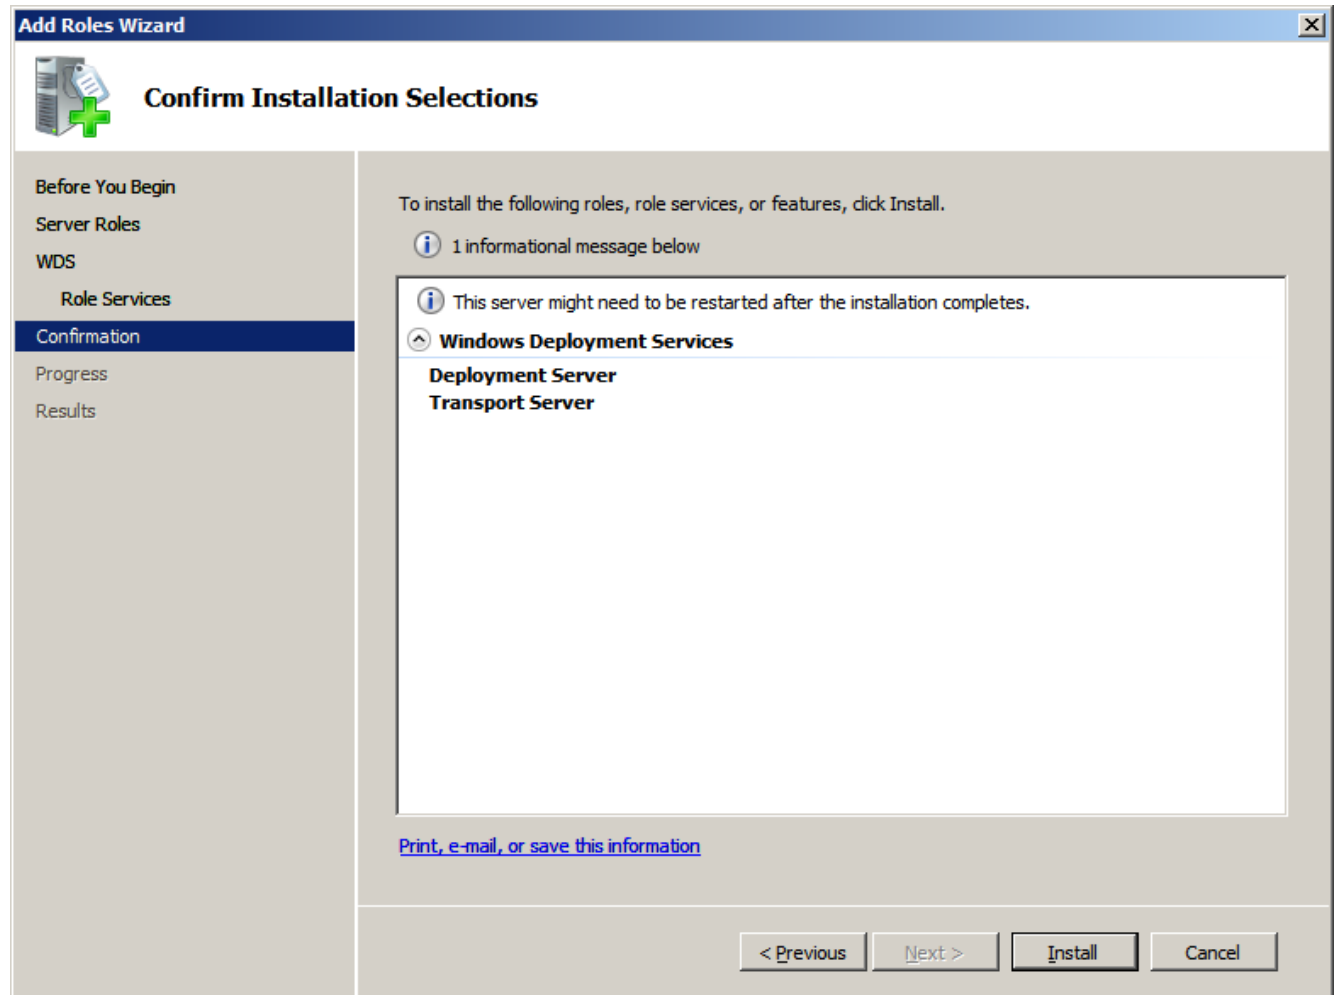 Add Roles Wizard
Confirm Installation Selections
Before You Begin
Server Roles
WDS
Role Services
Confirmation
Progress
Results
To install the following roles, role services, or features, click Install.
1 informational message below
This server might need to be restarted after the installation completes.
Windows Deployment Services
Deployment Server
Transport Server
Print, e-mail, or save this information
< Previous
Next >
Install
Cancel